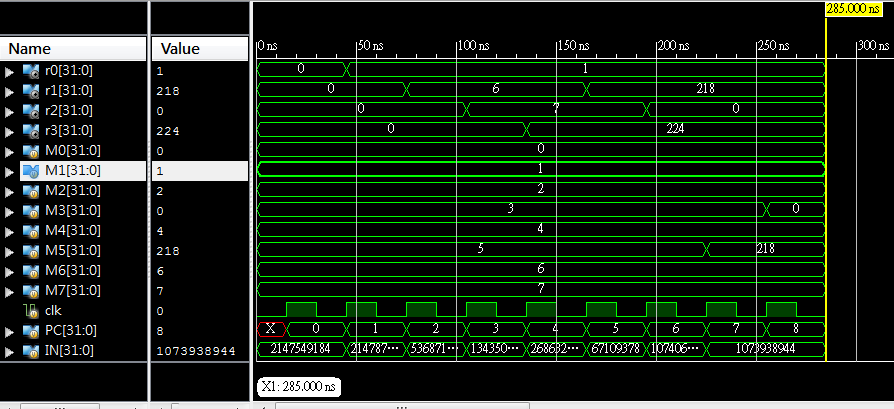 285.000 ns
Name Value
0 ns 50 ns 100 ns 150 ns 200 ns 250 ns 300 ns
r0[31:0] 1 0 1
r1[31:0] 218 0 6 218
r2[31:0] 0 0 7 0
r3[31:0] 224 0 224
M0[31:0] 0 0
M1[31:0] 1 1
M2[31:0] 2 2
M3[31:0] 0 3 0
M4[31:0] 4 4
M5[31:0] 218 5 218
M6[31:0] 6 6
M7[31:0] 7 7
clk 0
PC[31:0] 8 X 0 1 2 3 4 5 6 7 8
IN[31:0] 1073938944 2147549184 214787··· 536871··· 134350··· 268632··· 67109378 107406··· 1073938944
X1: 285.000 ns